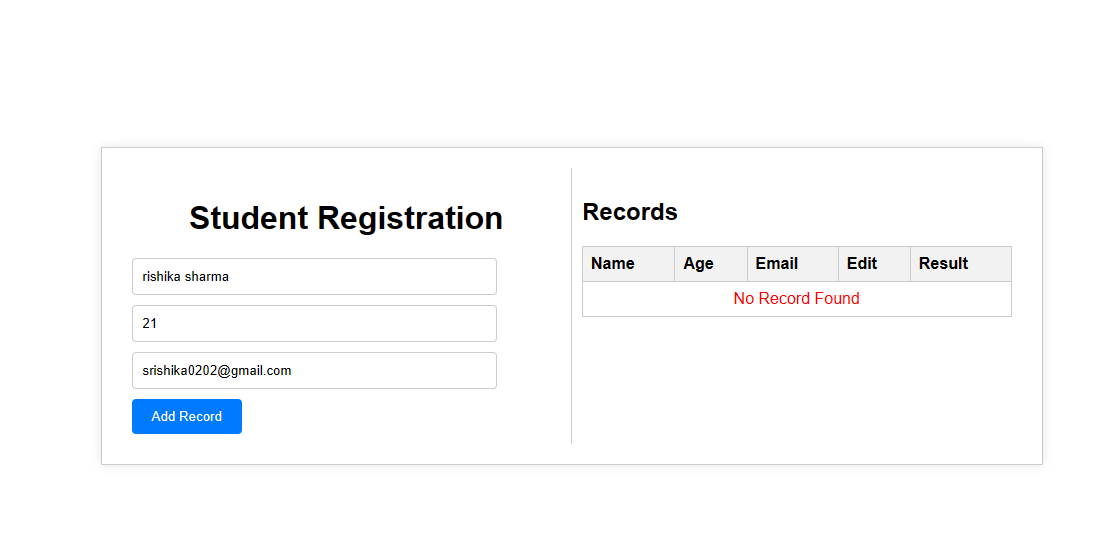 Student Registration
rishika sharma
21
srishika0202@gmail.com
Add Record
Records
Name Age Email Edit Result
No Record Found